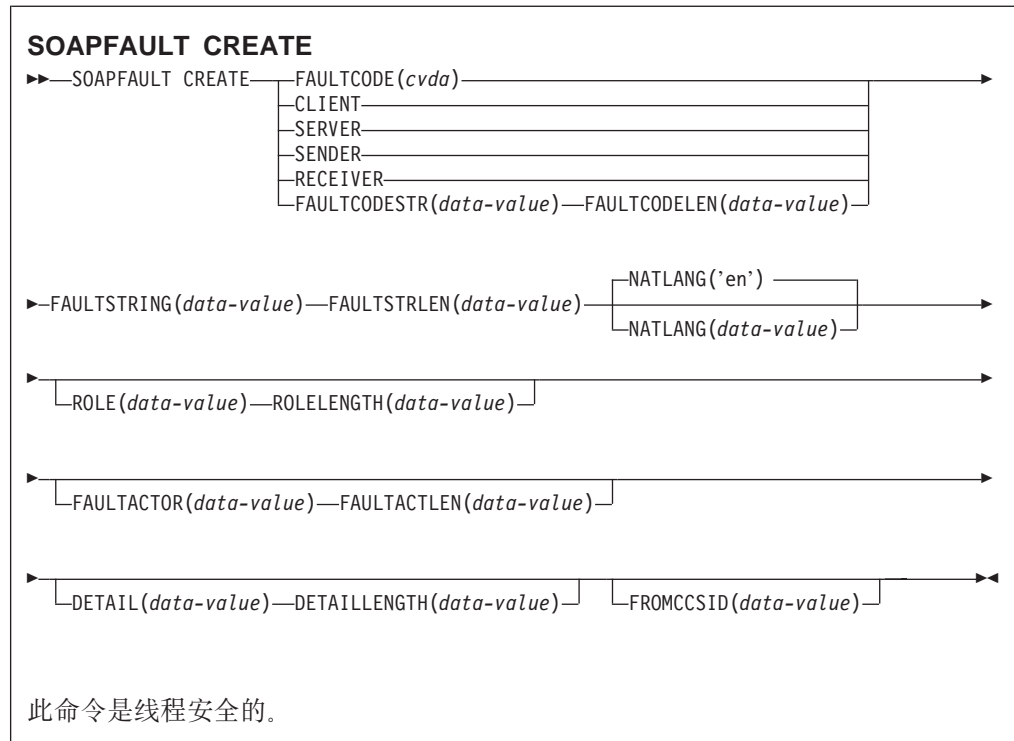 SOAPFAULT CREATE
SOAPFAULT CREATE FAULTCODE(cvda)
CLIENT
SERVER
SENDER
RECEIVER
FAULTCODESTR(data-value) FAULTCODELEN(data-value)
NATLANG('en')
FAULTSTRING(data-value) FAULTSTRLEN(data-value)
NATLANG(data-value)
ROLE(data-value) ROLELENGTH(data-value)
FAULTACTOR(data-value) FAULTACTLEN(data-value)
DETAIL(data-value) DETAILLENGTH(data-value) FROMCCSID(data-value)
此命令是线程安全的。